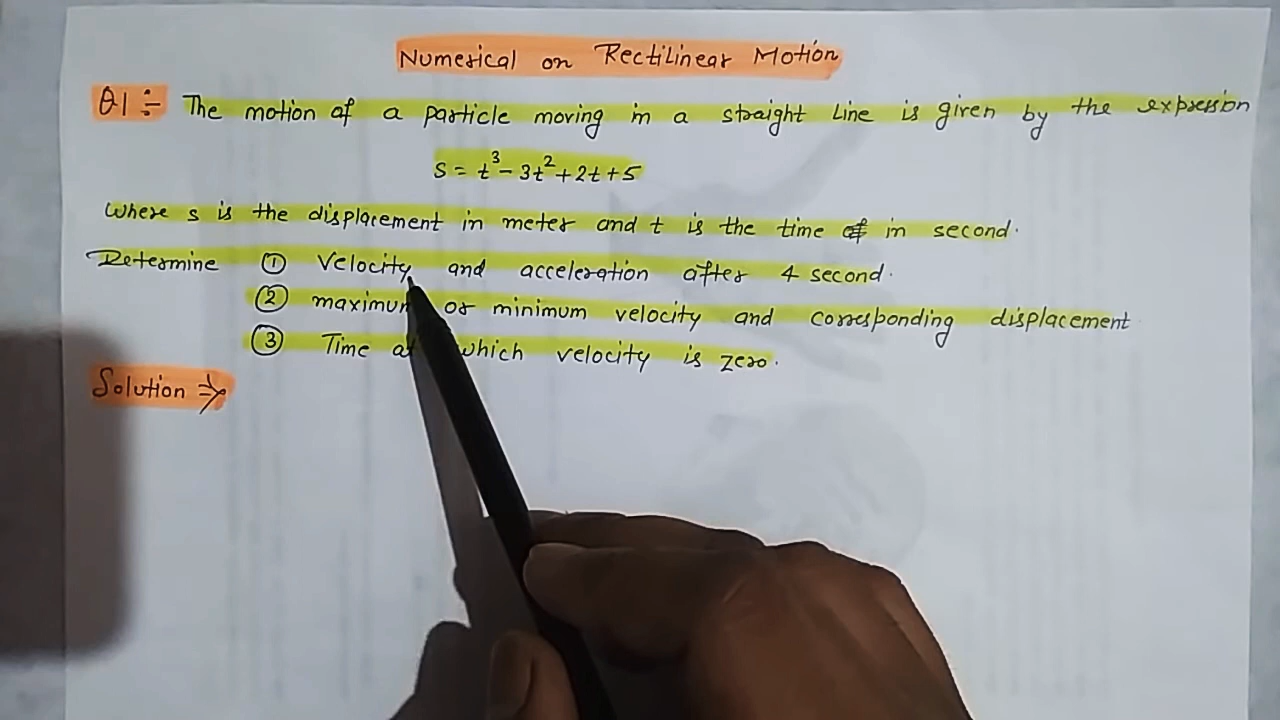 Numerical on Rectilinear Motion
Q1 ÷ The motion of a particle moving in a straight line is given by the expression
s = t³ - 3t² + 2t + 5
where s is the displacement in meter and t is the time in second.
Determine ① Velocity and acceleration after 4 second.
② maximum or minimum velocity and corresponding displacement
③ Time at which velocity is zero.
Solution ⇒